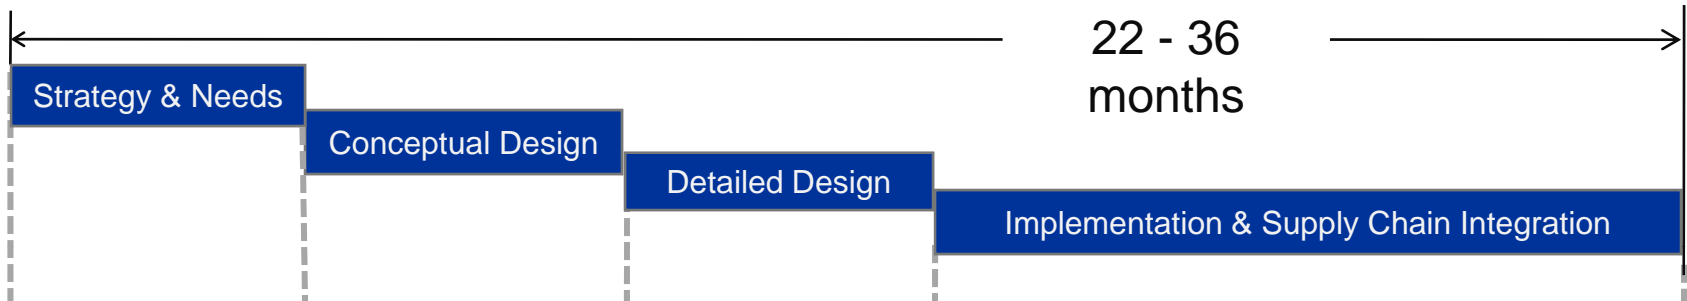 22 - 36
months
Strategy & Needs
Conceptual Design
Detailed Design
Implementation & Supply Chain Integration